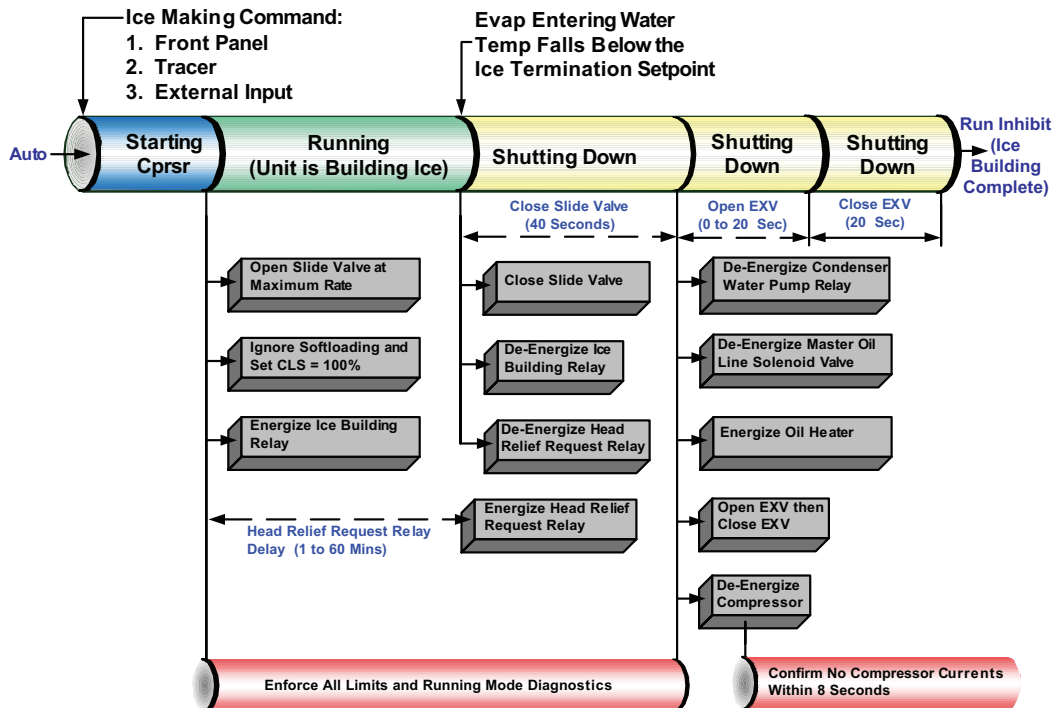 Ice Making Command:
1. Front Panel
2. Tracer
3. External Input
Evap Entering Water
Temp Falls Below the
Ice Termination Setpoint
Auto
Starting
Cprsr
Running
(Unit is Building Ice)
Shutting Down
Shutting
Down
Shutting
Down
Run Inhibit
(Ice
Building
Complete)
Close Slide Valve
(40 Seconds)
Open EXV
(0 to 20 Sec)
Close EXV
(20 Sec)
Open Slide Valve at
Maximum Rate
Close Slide Valve
De-Energize Condenser
Water Pump Relay
Ignore Softloading and
Set CLS = 100%
De-Energize Ice
Building Relay
De-Energize Master Oil
Line Solenoid Valve
Energize Ice Building
Relay
De-Energize Head
Relief Request Relay
Energize Oil Heater
Head Relief Request Relay
Delay (1 to 60 Mins)
Energize Head Relief
Request Relay
Open EXV then
Close EXV
De-Energize
Compressor
Enforce All Limits and Running Mode Diagnostics
Confirm No Compressor Currents
Within 8 Seconds